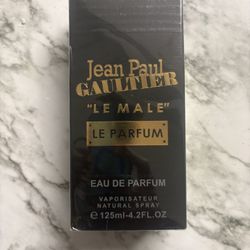 Jean Paul
GAULTIER
"LE MALE"
LE PARFUM
EAU DE PARFUM
VAPORISATEUR
NATURAL SPRAY
℮125ml-4.2FL.OZ